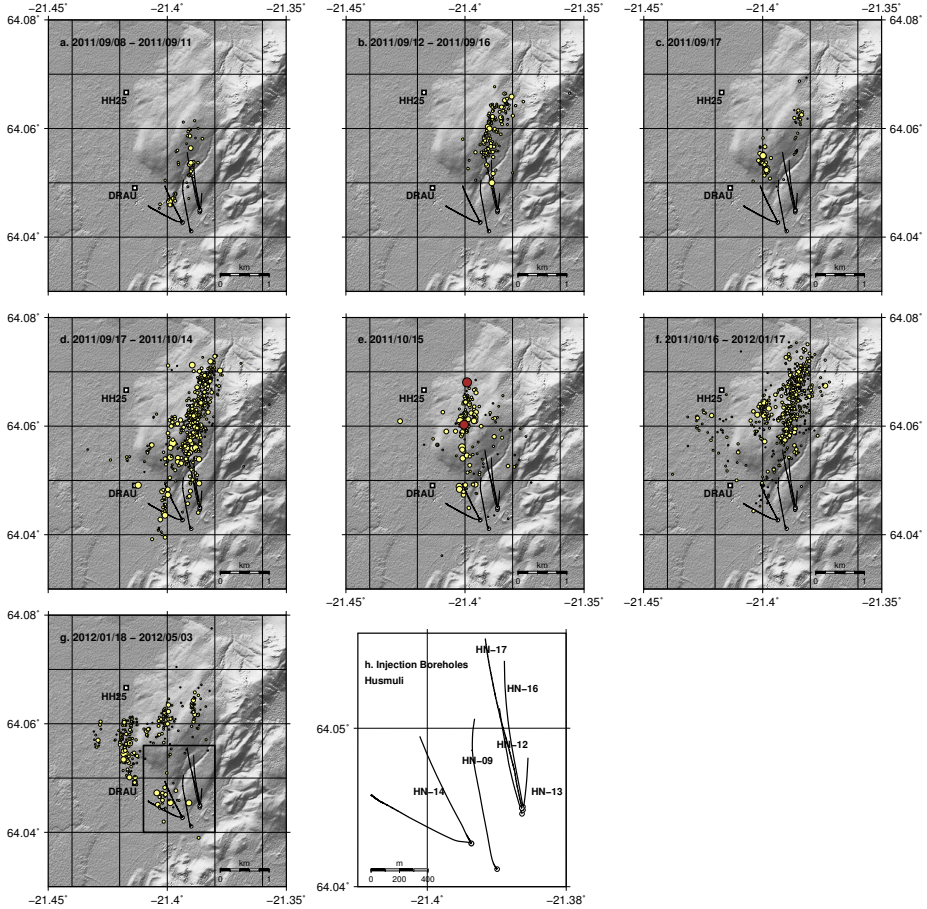 −21.45˚ −21.4˚ −21.35˚ −21.45˚ −21.4˚ −21.35˚ −21.45˚ −21.4˚ −21.35˚
64.08˚ 64.08˚
a. 2011/09/08 − 2011/09/11 b. 2011/09/12 − 2011/09/16 c. 2011/09/17
HH25 HH25 HH25
64.06˚ 64.06˚
DRAU DRAU DRAU
64.04˚ 64.04˚
km km km
0 1 0 1 0 1
64.08˚ 64.08˚
d. 2011/09/17 − 2011/10/14 e. 2011/10/15 f. 2011/10/16 − 2012/01/17
HH25 HH25 HH25
64.06˚ 64.06˚
DRAU DRAU DRAU
64.04˚ 64.04˚
km km km
0 1 0 1 0 1
−21.45˚ −21.4˚ −21.35˚ −21.45˚ −21.4˚ −21.35˚
64.08˚
g. 2012/01/18 − 2012/05/03
HH25
64.06˚
DRAU
64.04˚
km
0 1
−21.45˚ −21.4˚ −21.35˚
h. Injection Boreholes
Husmuli
HN−17
HN−16
64.05˚
HN−12
HN−09
HN−14
HN−13
m
0 200 400
64.04˚
−21.4˚ −21.38˚